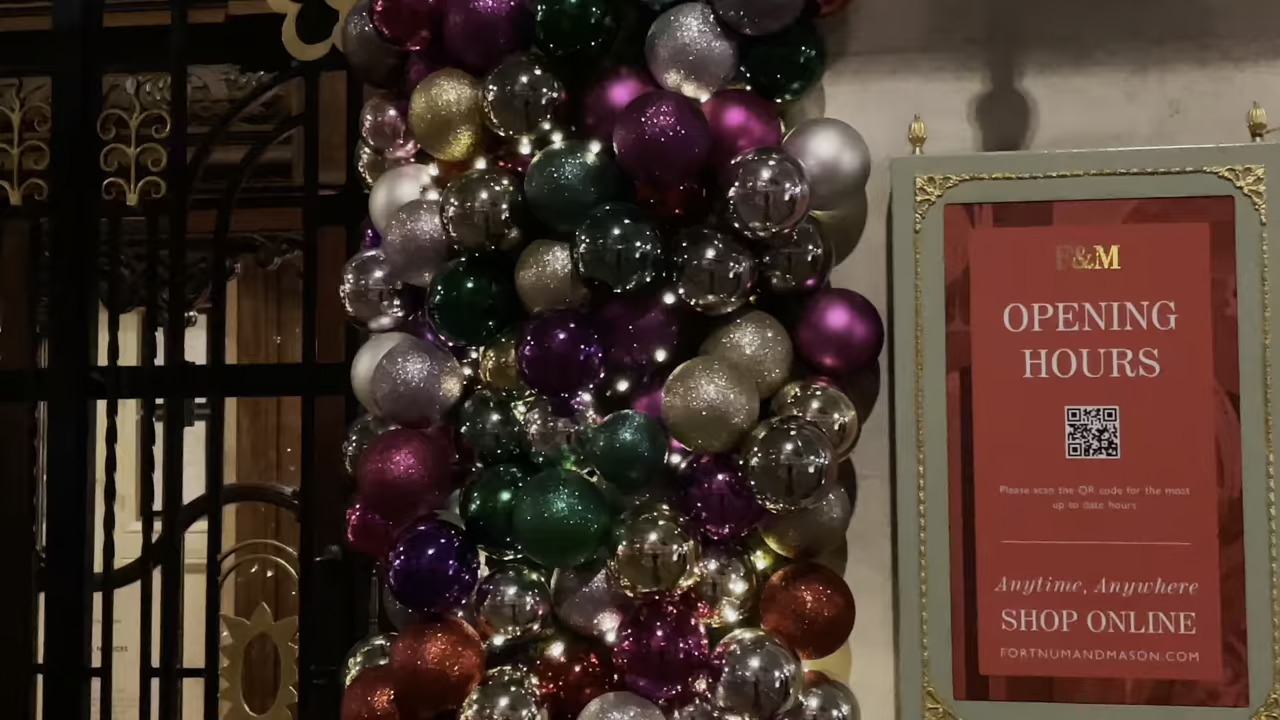 F&M
OPENING
HOURS
Please scan the QR code for the most
up to date hours
Anytime, Anywhere
SHOP ONLINE
FORTNUMANDMASON.COM